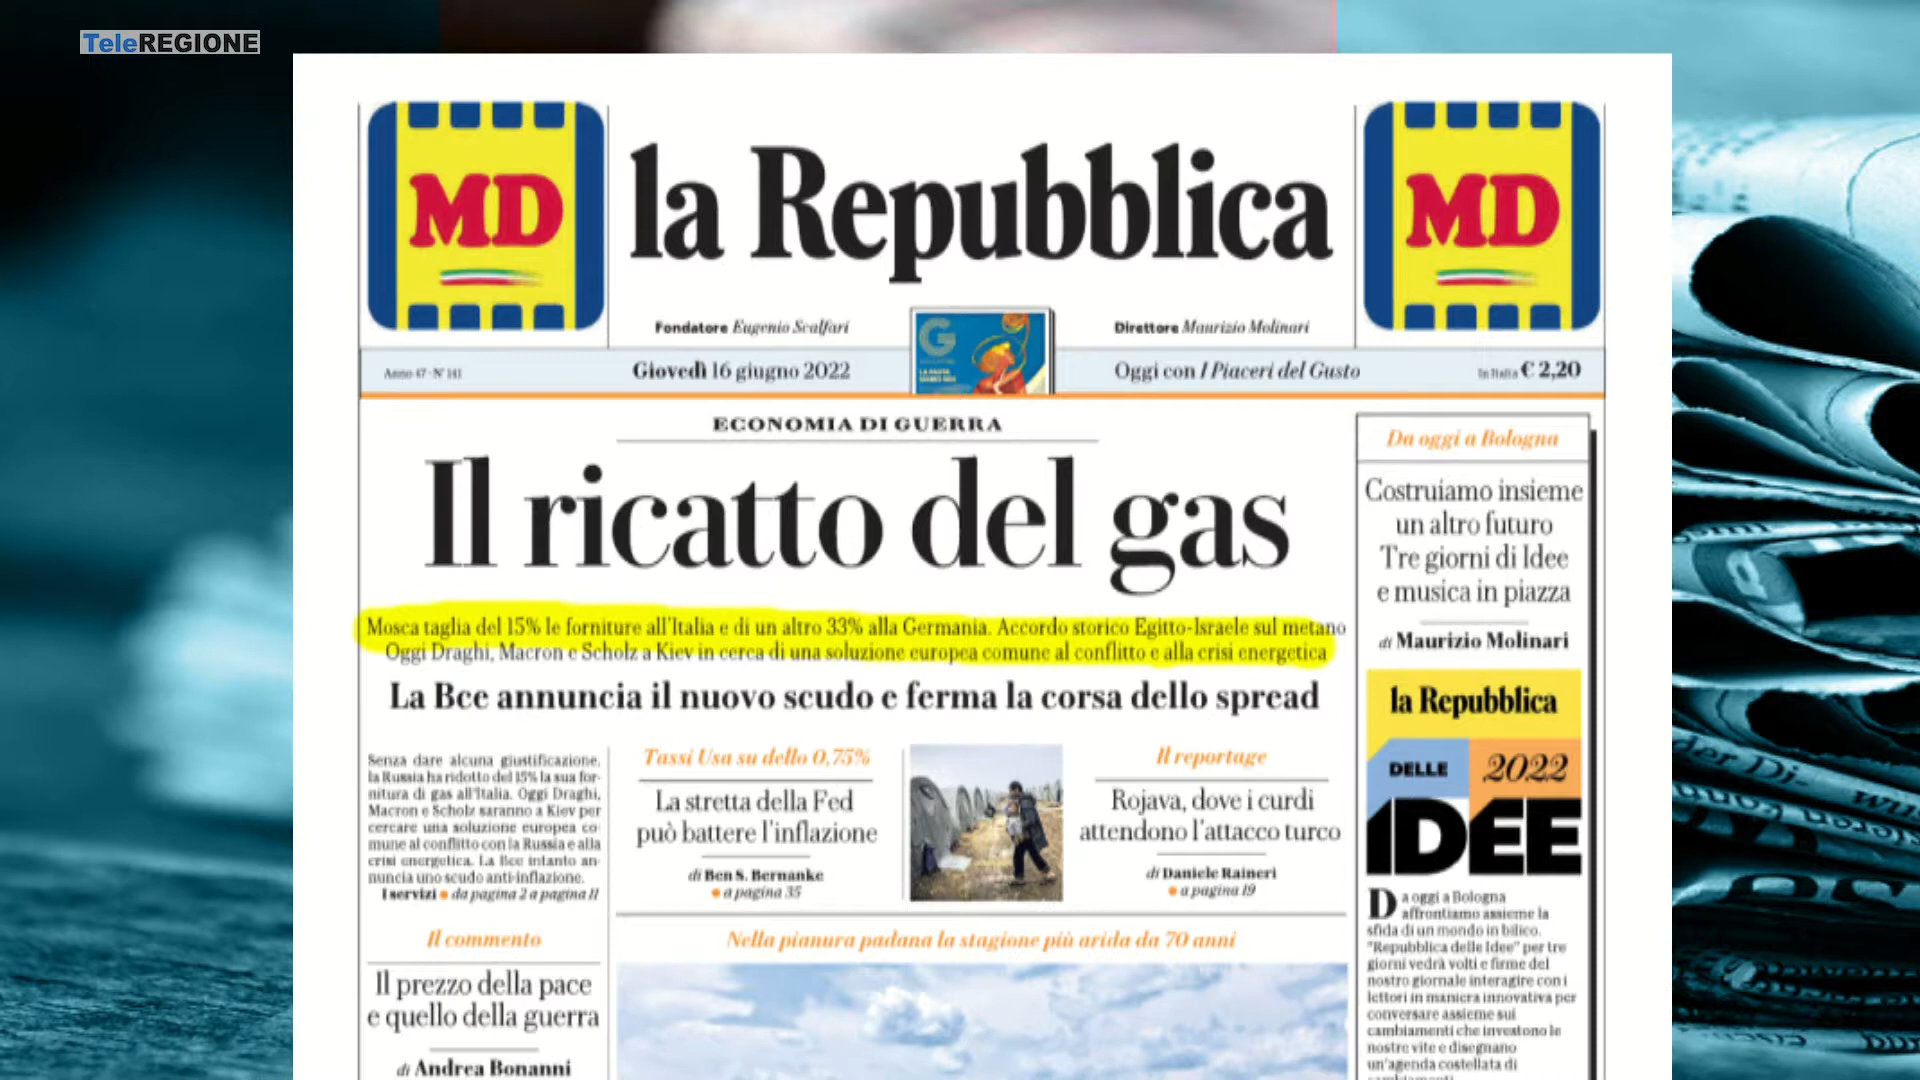 TeleREGIONE
MD
la Repubblica
MD
Fondatore Eugenio Scalfari
Direttore Maurizio Molinari
Anno 47 - N° 141
Giovedì 16 giugno 2022
G
Oggi con I Piaceri del Gusto
In Italia € 2,20
ECONOMIA DI GUERRA
Il ricatto del gas
Mosca taglia del 15% le forniture all'Italia e di un altro 33% alla Germania. Accordo storico Egitto-Israele sul metano
Oggi Draghi, Macron e Scholz a Kiev in cerca di una soluzione europea comune al conflitto e alla crisi energetica
La Bce annuncia il nuovo scudo e ferma la corsa dello spread
Senza dare alcuna giustificazione,
la Russia ha ridotto del 15% la sua for-
nitura di gas all'Italia. Oggi Draghi,
Macron e Scholz saranno a Kiev per
cercare una soluzione europea co-
mune al conflitto con la Russia e alla
crisi energetica. La Bce intanto an-
nuncia uno scudo anti-inflazione.
I servizi ● da pagina 2 a pagina 11
Il commento
Il prezzo della pace
e quello della guerra
di Andrea Bonanni
Tassi Usa su dello 0,75%
La stretta della Fed
può battere l'inflazione
di Ben S. Bernanke
● a pagina 35
Il reportage
Rojava, dove i curdi
attendono l'attacco turco
di Daniele Raineri
● a pagina 19
Nella pianura padana la stagione più arida da 70 anni
Da oggi a Bologna
Costruiamo insieme
un altro futuro
Tre giorni di Idee
e musica in piazza
di Maurizio Molinari
la Repubblica
DELLE 2022
IDEE
Da oggi a Bologna
affrontiamo assieme la
sfida di un mondo in bilico.
"Repubblica delle Idee" per tre
giorni vedrà volti e firme del
nostro giornale interagire con i
lettori in maniera innovativa per
conversare assieme sui
cambiamenti che investono le
nostre vite e disegnano
un'agenda costellata di